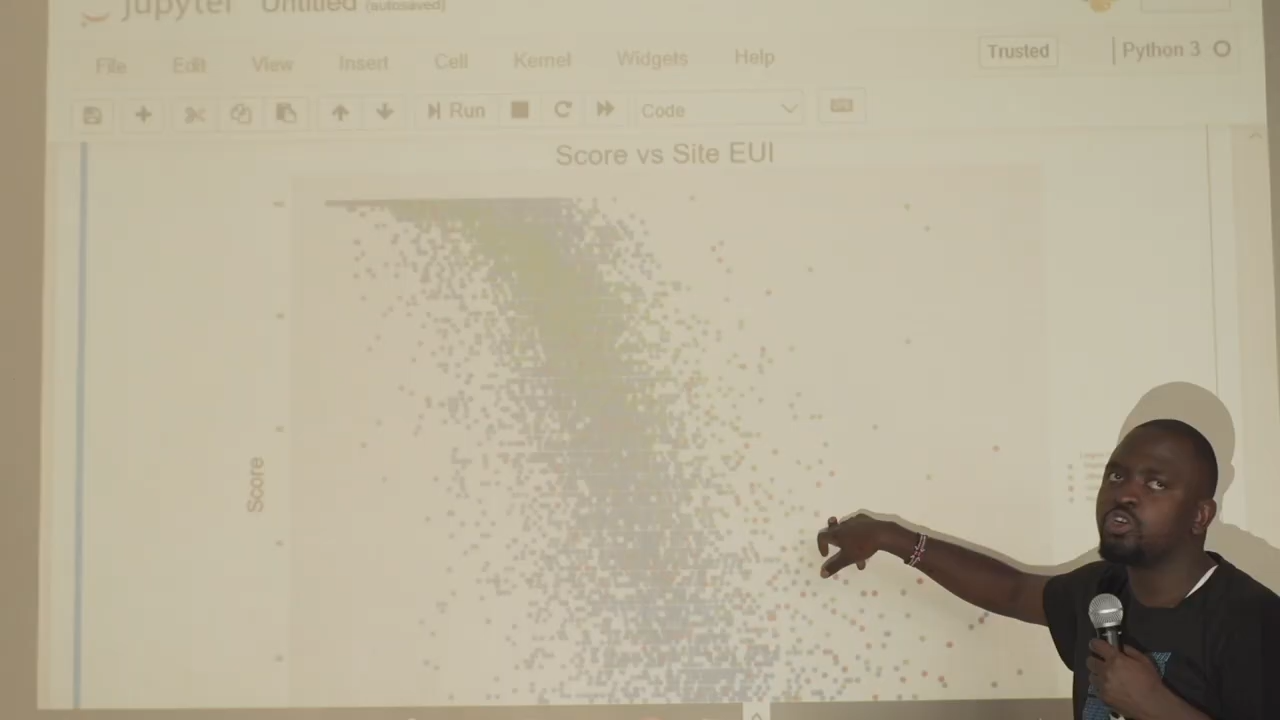 jupyter Untitled (autosaved)
File Edit View Insert Cell Kernel Widgets Help Trusted Python 3
Run Code
Score vs Site EUI
Score